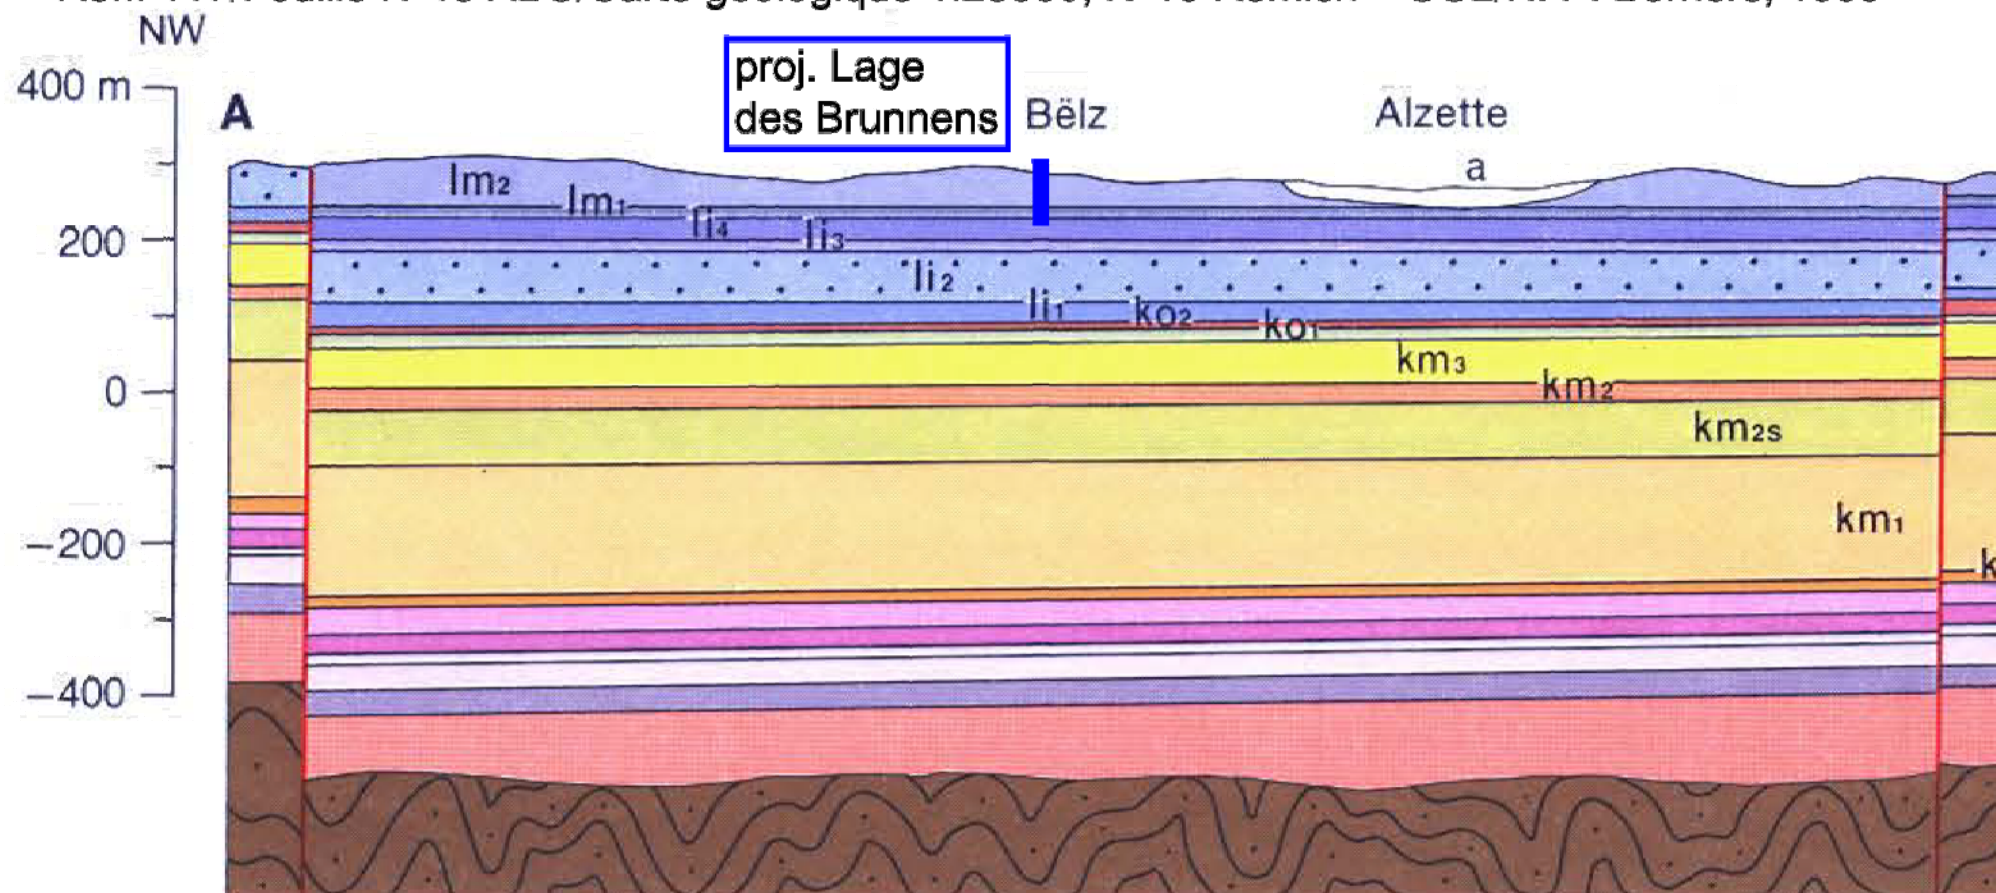 NW
400 m
A
proj. Lage
des Brunnens
Bëlz
Alzette
a
lm2
lm1
li4
li3
200
li2
li1
ko2
ko1
km3
0
km2
km2s
km1
−200
k
−400